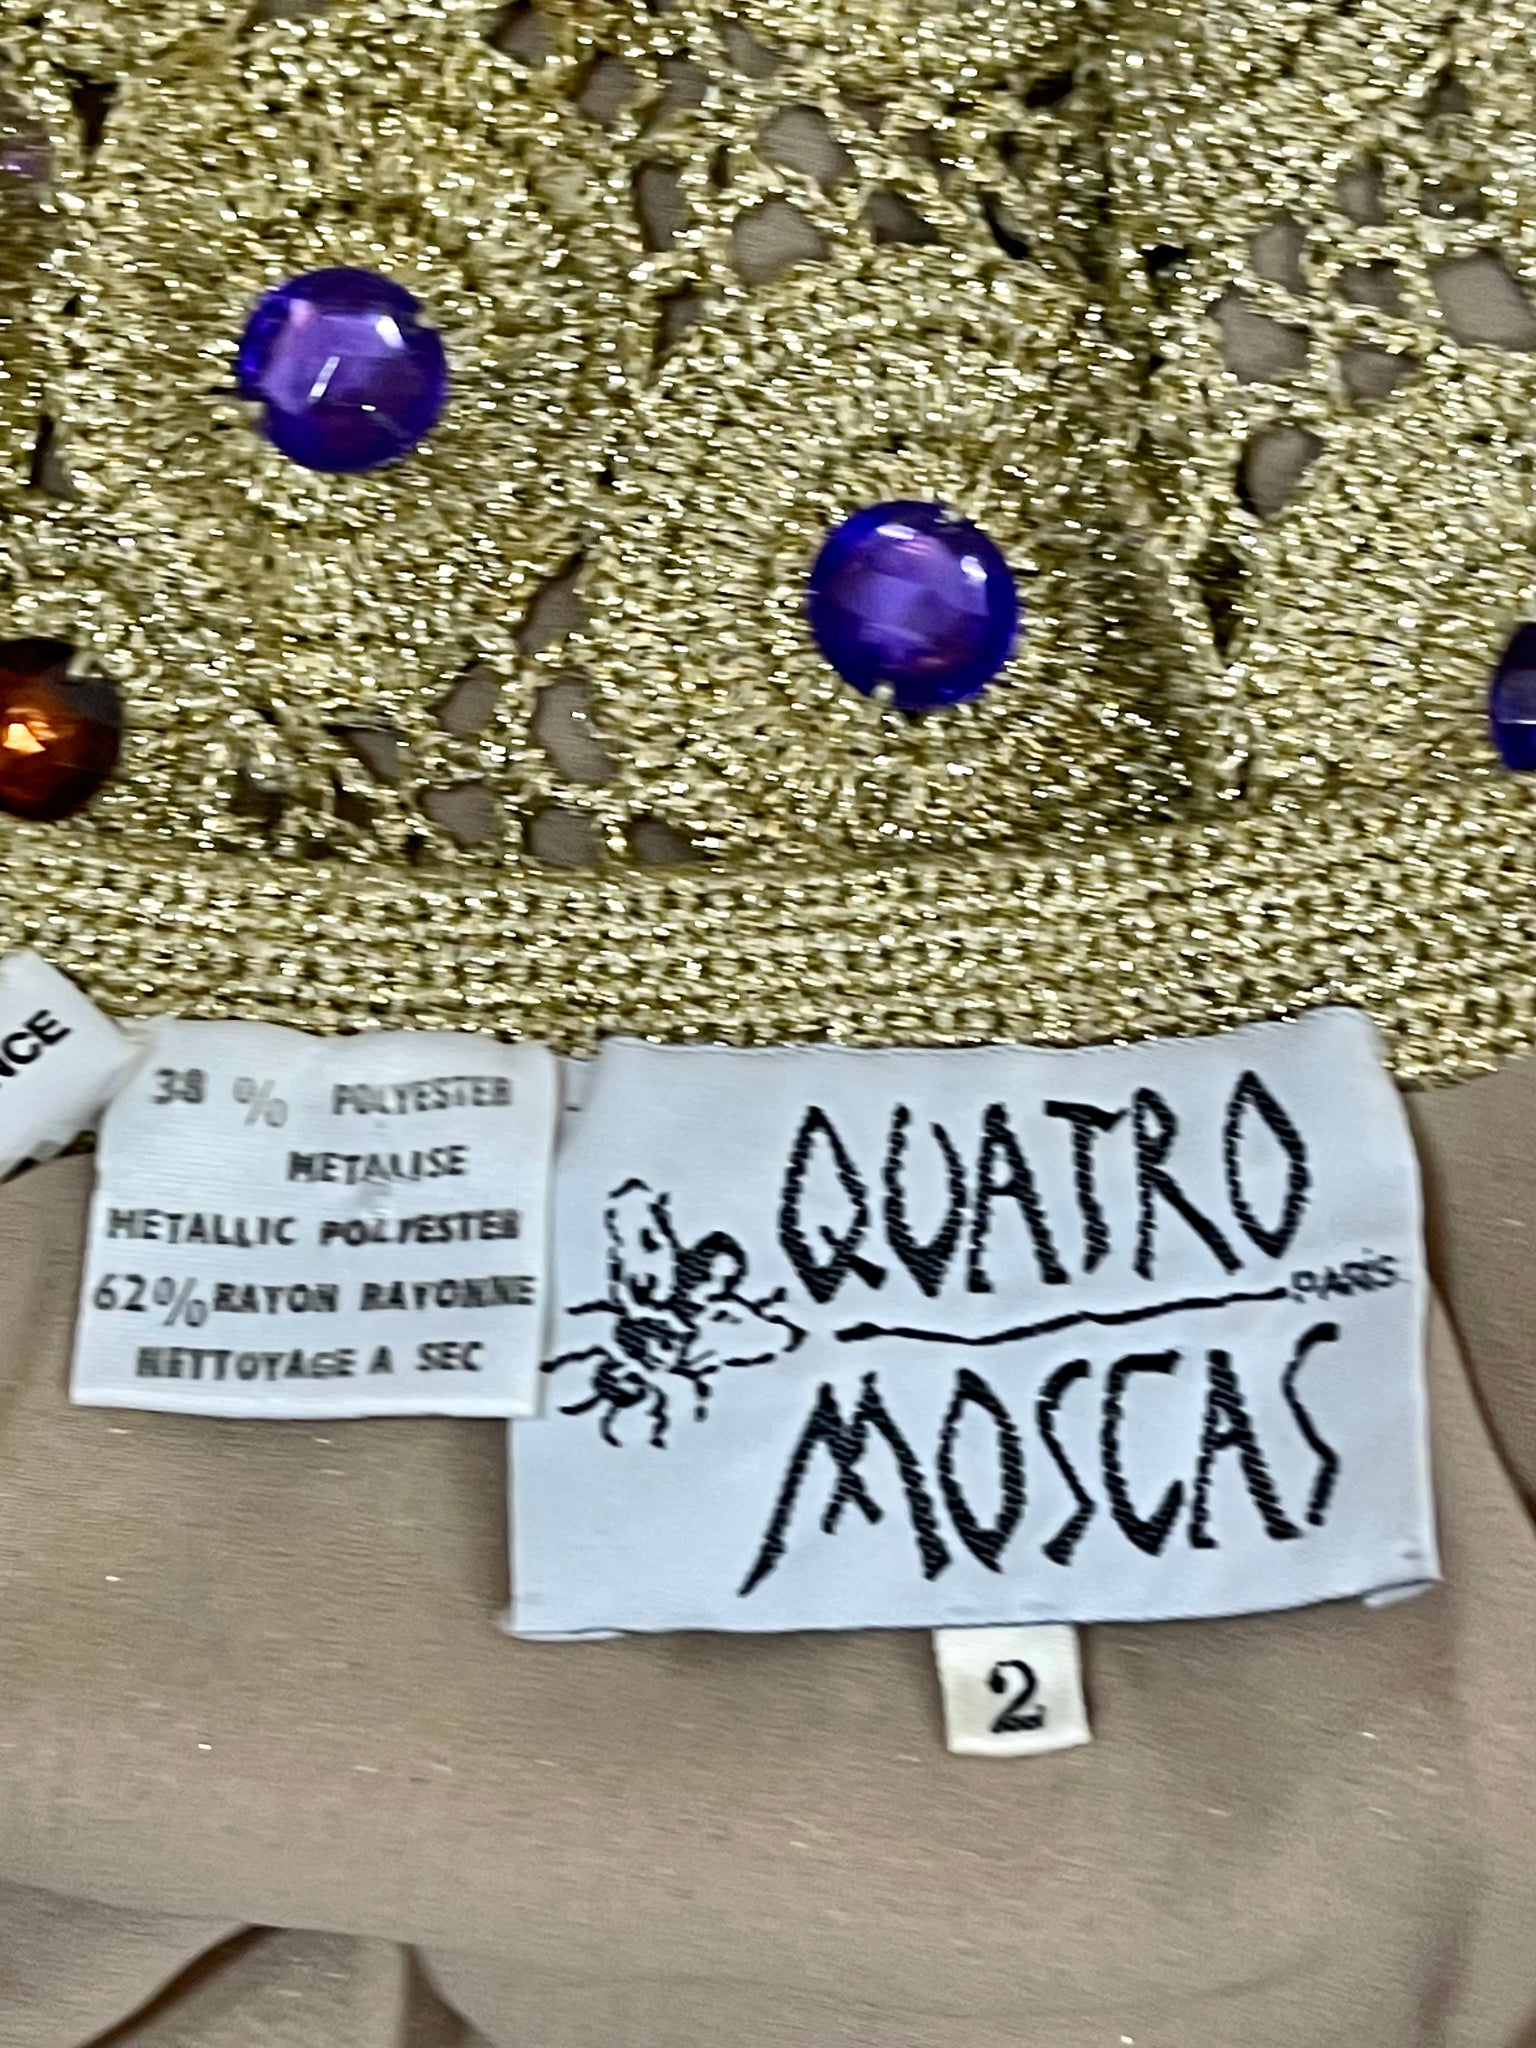 NCE
38 % POLYESTER
METALISE
METALLIC POLYESTER
62% RAYON RAYONNE
NETTOYAGE A SEC
QUATRO
PARIS
MOSCAS
2